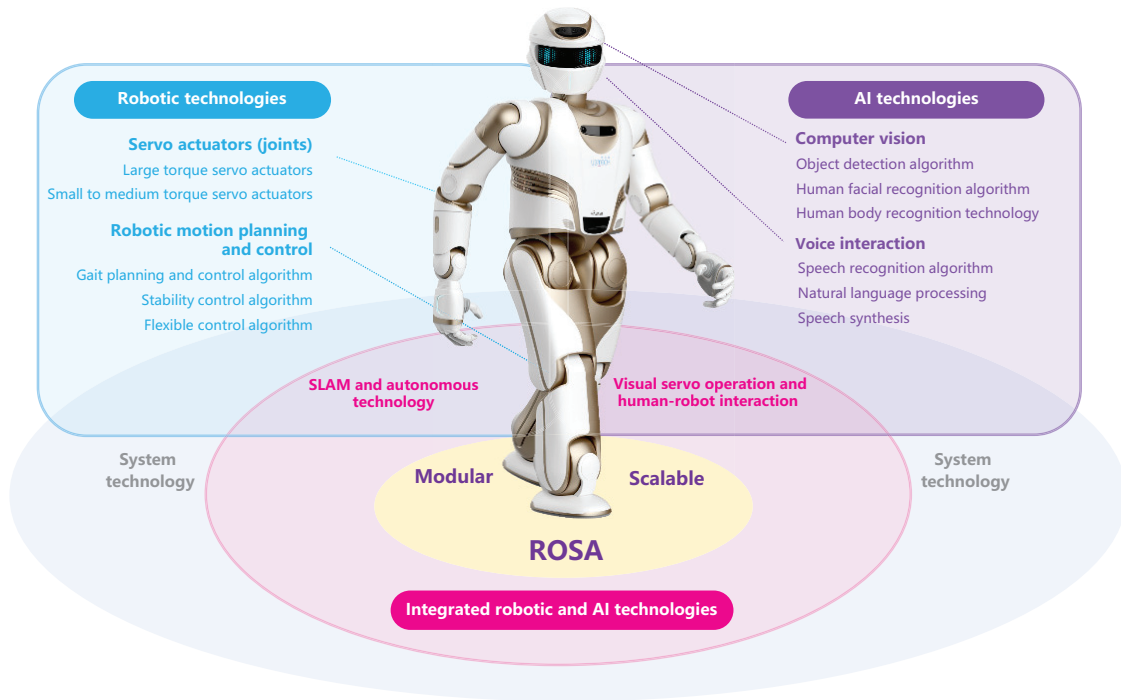 Robotic technologies
Servo actuators (joints)
Large torque servo actuators
Small to medium torque servo actuators
Robotic motion planning
and control
Gait planning and control algorithm
Stability control algorithm
Flexible control algorithm
AI technologies
Computer vision
Object detection algorithm
Human facial recognition algorithm
Human body recognition technology
Voice interaction
Speech recognition algorithm
Natural language processing
Speech synthesis
SLAM and autonomous
technology
Visual servo operation and
human-robot interaction
System
technology
System
technology
Modular
Scalable
ROSA
Integrated robotic and AI technologies